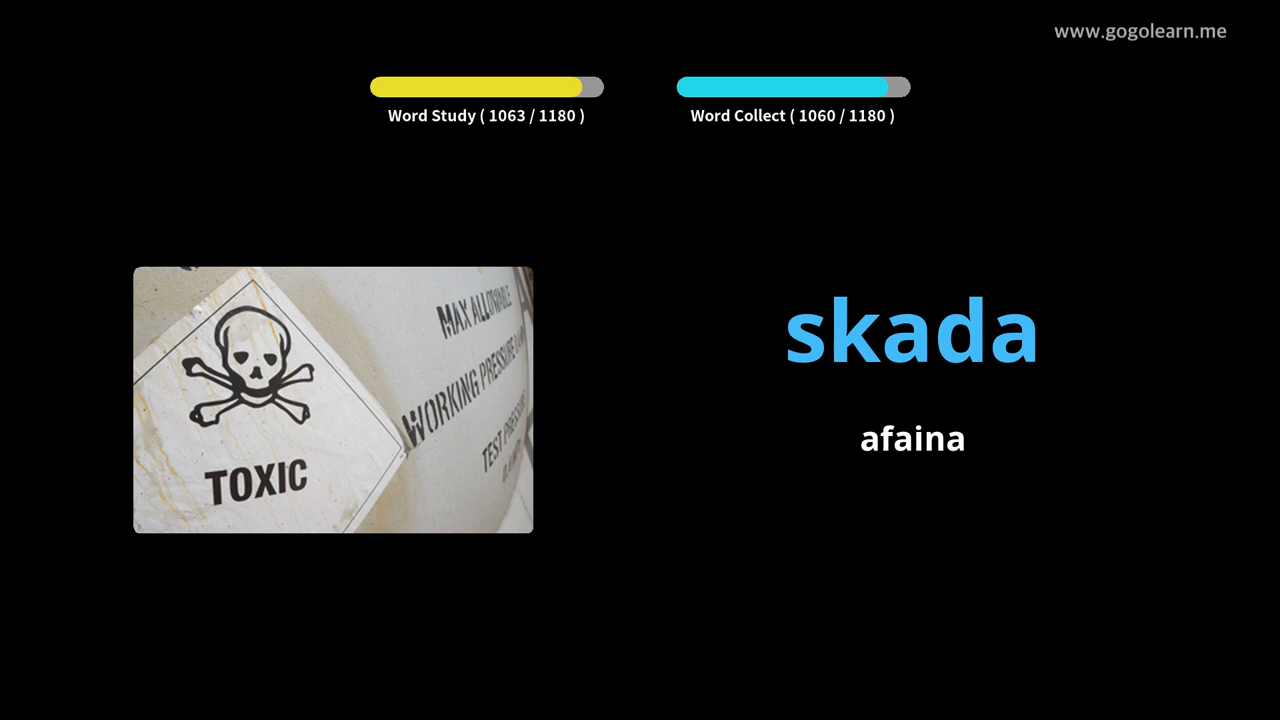 www.gogolearn.me
Word Study ( 1063 / 1180 )
Word Collect ( 1060 / 1180 )
skada
afaina
TOXIC
MAX ALLOWABLE
WORKING PRESSURE
TEST PRESSURE